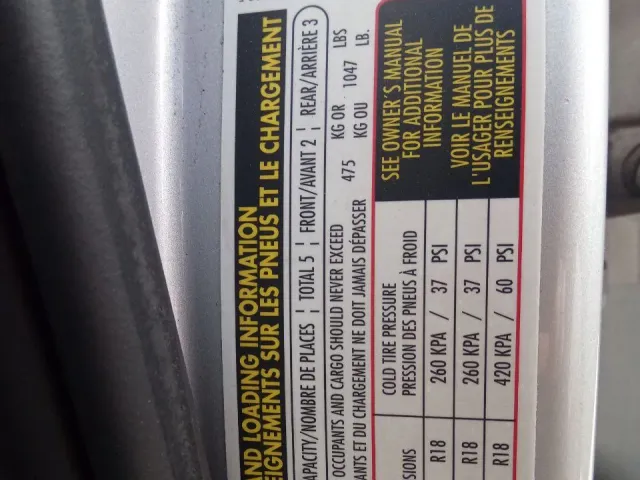 AND LOADING INFORMATION
EIGNEMENTS SUR LES PNEUS ET LE CHARGEMENT
APACITY/NOMBRE DE PLACES ¦ TOTAL 5 ¦ FRONT/AVANT 2 ¦ REAR/ARRIÈRE 3
OCCUPANTS AND CARGO SHOULD NEVER EXCEED 475 KG OR 1047 LBS
ANTS ET DU CHARGEMENT NE DOIT JAMAIS DÉPASSER KG OU LB.
SIONS
COLD TIRE PRESSURE
PRESSION DES PNEUS À FROID
R18 260 KPA / 37 PSI
R18 260 KPA / 37 PSI
R18 420 KPA / 60 PSI
SEE OWNER'S MANUAL
FOR ADDITIONAL
INFORMATION
VOIR LE MANUEL DE
L'USAGER POUR PLUS DE
RENSEIGNEMENTS